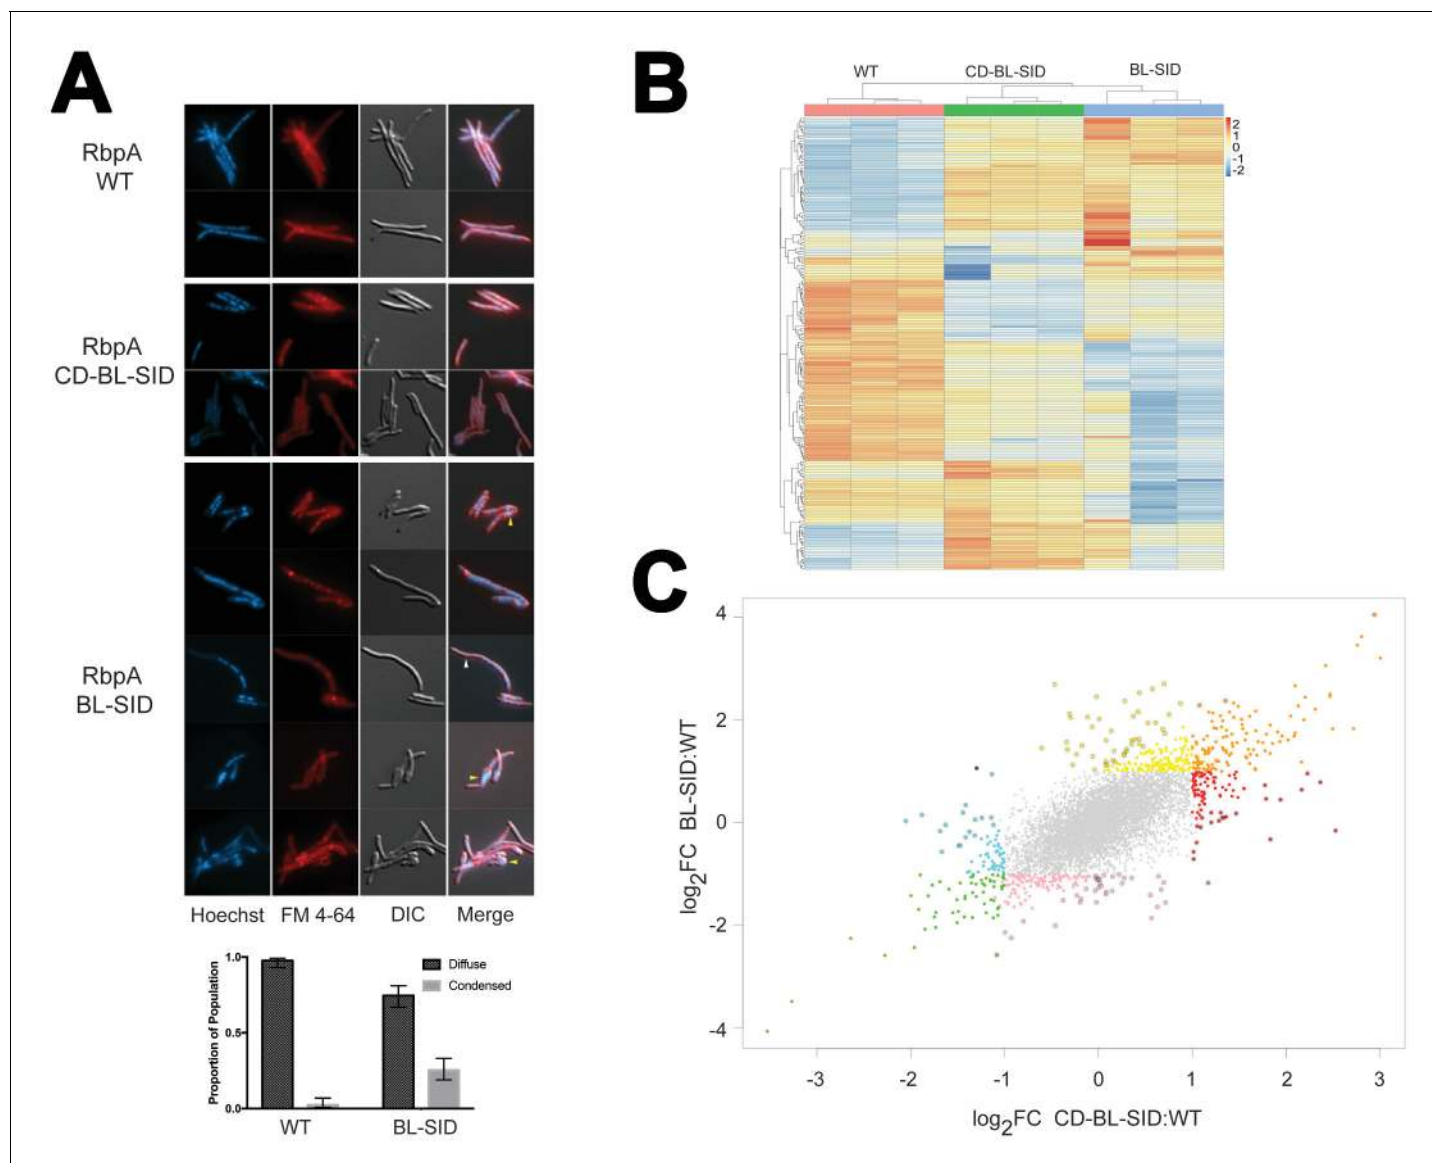 A
RbpA
WT
RbpA
CD-BL-SID
RbpA
BL-SID
Hoechst FM 4-64 DIC Merge
1.0
0.5
0.0
Proportion of Population
Diffuse
Condensed
WT BL-SID
B
WT CD-BL-SID BL-SID
2
1
0
-1
-2
C
4
2
0
-2
-4
log2FC BL-SID:WT
-3 -2 -1 0 1 2 3
log2FC CD-BL-SID:WT